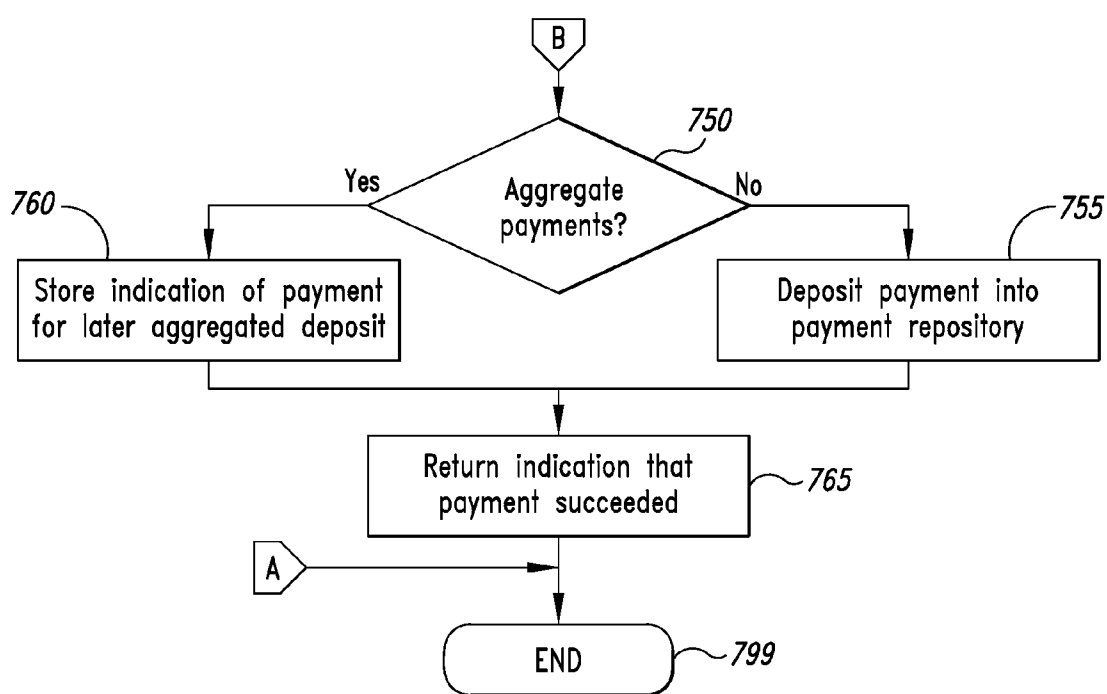 B
750
Aggregate
payments?
Yes
No
760
755
Store indication of payment
for later aggregated deposit
Deposit payment into
payment repository
Return indication that
payment succeeded
765
A
END
799